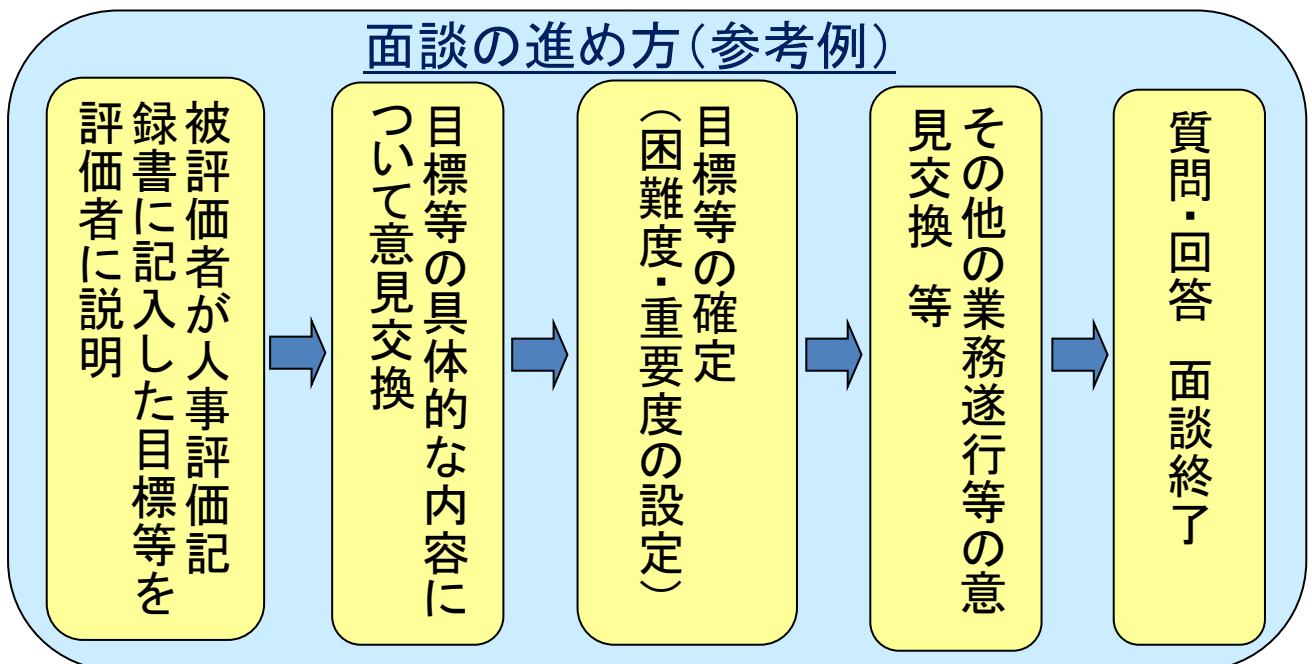 面談の進め方（参考例）
被評価者が人事評価記
録書に記入した目標等を
評価者に説明
目標等の具体的な内容に
ついて意見交換
目標等の確定
（困難度・重要度の設定）
その他の業務遂行等の意
見交換　等
質問・回答　面談終了